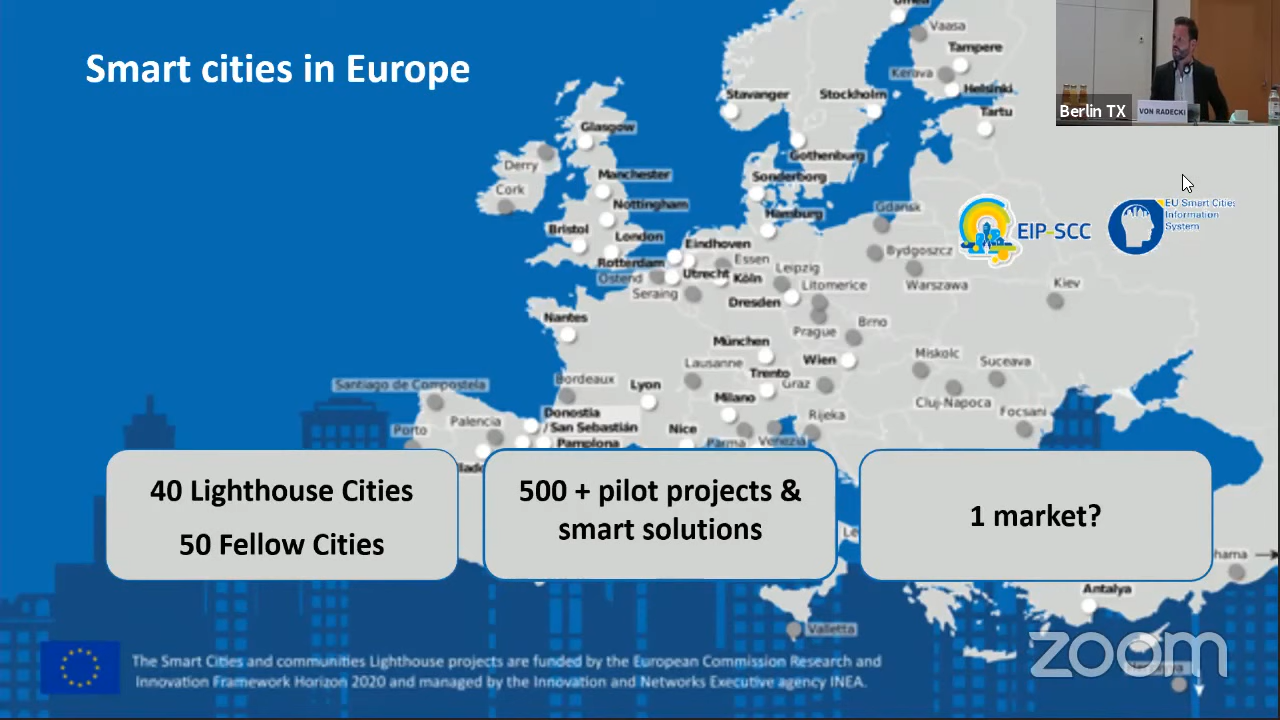 Smart cities in Europe
Berlin TX
VON RADECKI
Vaasa
Tampere
Kerava
Helsinki
Stavanger
Stockholm
Tartu
Glasgow
Gothenburg
Derry
Manchester
Sonderborg
Cork
Nottingham
Hamburg
Gdansk
EIP-SCC
EU Smart Cities
Information
System
Bristol
London
Eindhoven
Bydgoszcz
Rotterdam
Essen
Leipzig
Ostend
Utrecht
Köln
Litomerice
Warszawa
Kiev
Seraing
Dresden
Nantes
Prague
Brno
München
Wien
Miskolc
Suceava
Lausanne
Trento
Graz
Santiago de Compostela
Bordeaux
Lyon
Milano
Cluj-Napoca
Focsani
Porto
Palencia
Donostia
/San Sebastián
Pamplona
Nice
Parma
Venezia
Rijeka
40 Lighthouse Cities
50 Fellow Cities
500 + pilot projects &
smart solutions
1 market?
Antalya
Valletta
zoom
The Smart Cities and communities Lighthouse projects are funded by the European Commission Research and
Innovation Framework Horizon 2020 and managed by the Innovation and Networks Executive agency INEA.